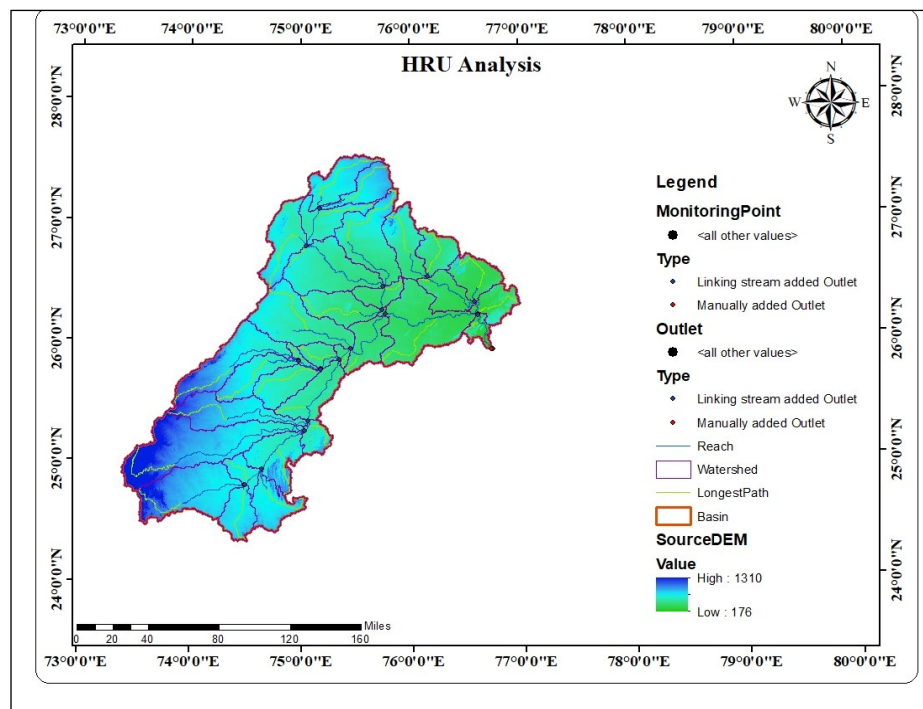 73°0'0"E 74°0'0"E 75°0'0"E 76°0'0"E 77°0'0"E 78°0'0"E 79°0'0"E 80°0'0"E
HRU Analysis
N
W E
S
28°0'0"N
27°0'0"N
26°0'0"N
25°0'0"N
24°0'0"N
28°0'0"N
27°0'0"N
26°0'0"N
25°0'0"N
24°0'0"N
Legend
MonitoringPoint
<all other values>
Type
Linking stream added Outlet
Manually added Outlet
Outlet
<all other values>
Type
Linking stream added Outlet
Manually added Outlet
Reach
Watershed
LongestPath
Basin
SourceDEM
Value
High : 1310
Low : 176
Miles
0 20 40 80 120 160
73°0'0"E 74°0'0"E 75°0'0"E 76°0'0"E 77°0'0"E 78°0'0"E 79°0'0"E 80°0'0"E